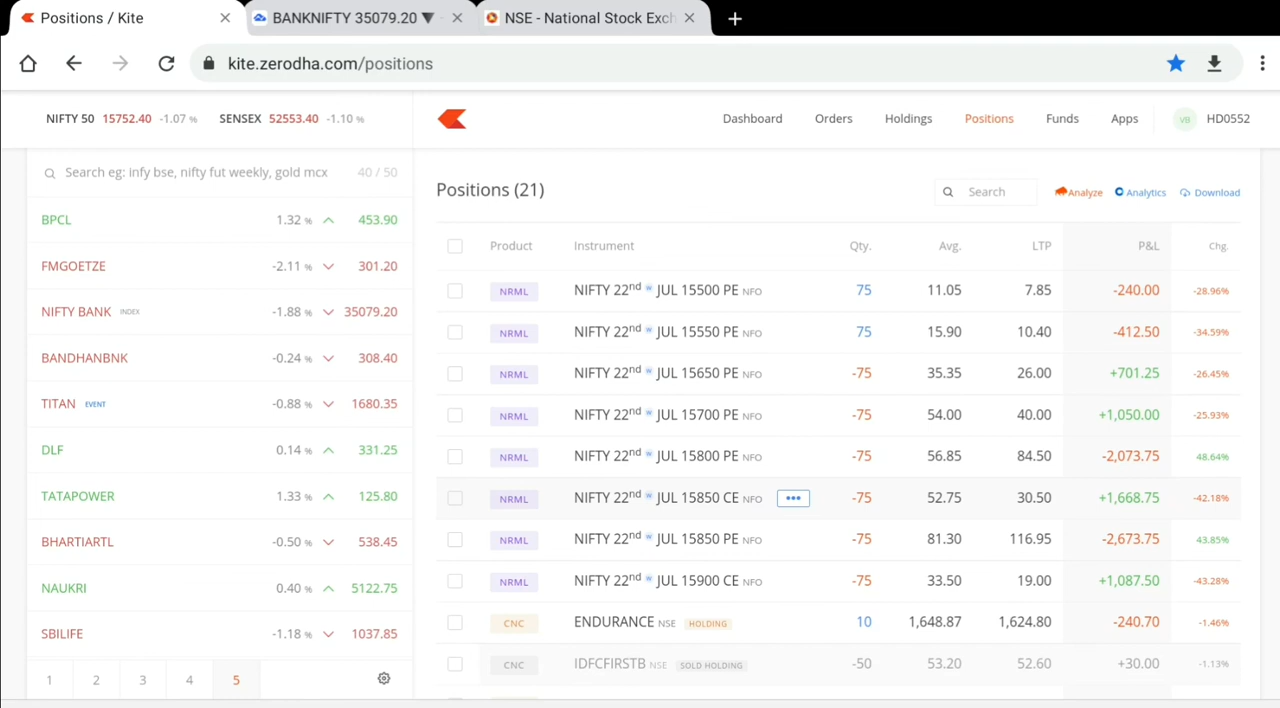 Positions / Kite
BANKNIFTY 35079.20 ▼
NSE - National Stock Exch
kite.zerodha.com/positions
NIFTY 50 15752.40 -1.07 % SENSEX 52553.40 -1.10 %
Dashboard Orders Holdings Positions Funds Apps VB HD0552
Search eg: infy bse, nifty fut weekly, gold mcx 40 / 50
BPCL 1.32 % 453.90
FMGOETZE -2.11 % 301.20
NIFTY BANK INDEX -1.88 % 35079.20
BANDHANBNK -0.24 % 308.40
TITAN EVENT -0.88 % 1680.35
DLF 0.14 % 331.25
TATAPOWER 1.33 % 125.80
BHARTIARTL -0.50 % 538.45
NAUKRI 0.40 % 5122.75
SBILIFE -1.18 % 1037.85
1 2 3 4 5
Positions (21)
Search Analyze Analytics Download
Product Instrument Qty. Avg. LTP P&L Chg.
NRML NIFTY 22nd w JUL 15500 PE NFO 75 11.05 7.85 -240.00 -28.96%
NRML NIFTY 22nd w JUL 15550 PE NFO 75 15.90 10.40 -412.50 -34.59%
NRML NIFTY 22nd w JUL 15650 PE NFO -75 35.35 26.00 +701.25 -26.45%
NRML NIFTY 22nd w JUL 15700 PE NFO -75 54.00 40.00 +1,050.00 -25.93%
NRML NIFTY 22nd w JUL 15800 PE NFO -75 56.85 84.50 -2,073.75 48.64%
NRML NIFTY 22nd w JUL 15850 CE NFO ••• -75 52.75 30.50 +1,668.75 -42.18%
NRML NIFTY 22nd w JUL 15850 PE NFO -75 81.30 116.95 -2,673.75 43.85%
NRML NIFTY 22nd w JUL 15900 CE NFO -75 33.50 19.00 +1,087.50 -43.28%
CNC ENDURANCE NSE HOLDING 10 1,648.87 1,624.80 -240.70 -1.46%
CNC IDFCFIRSTB NSE SOLD HOLDING -50 53.20 52.60 +30.00 -1.13%